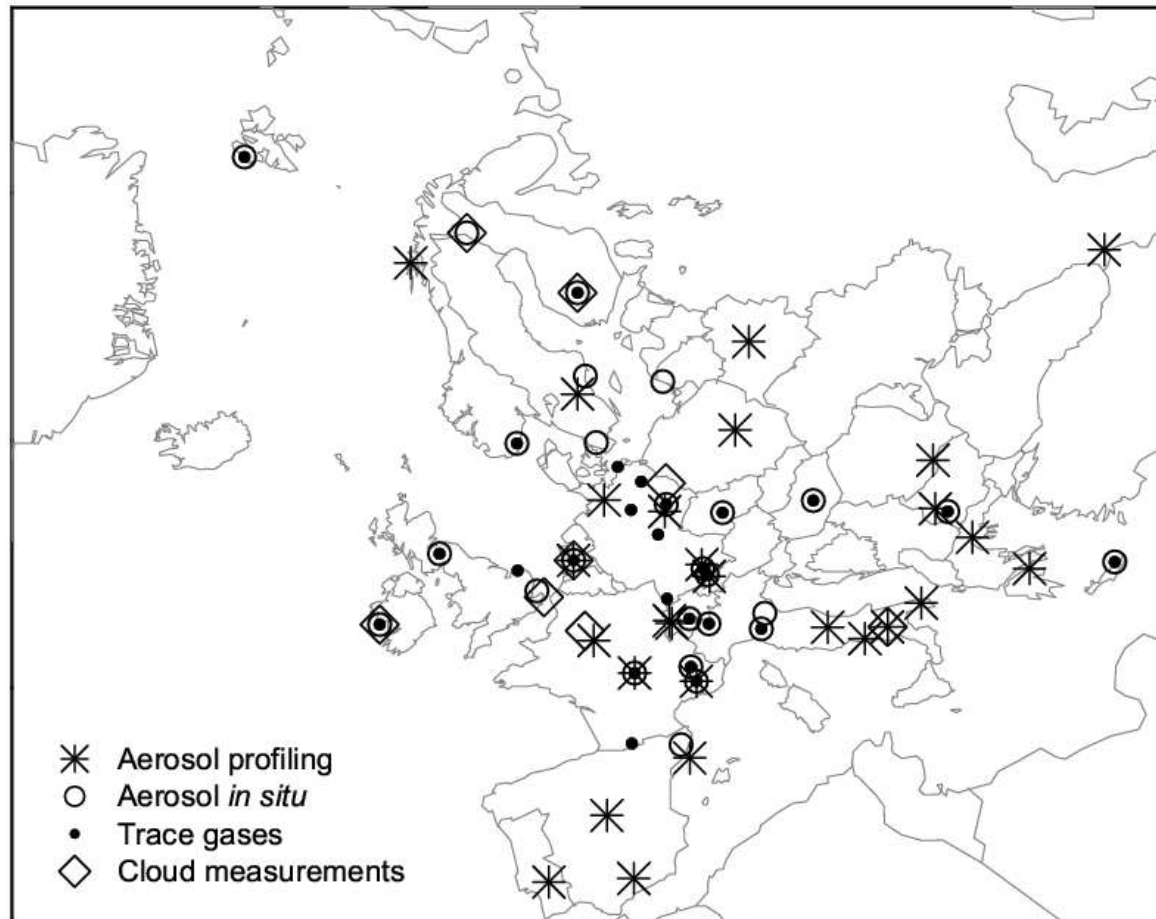 Aerosol profiling
Aerosol in situ
Trace gases
Cloud measurements